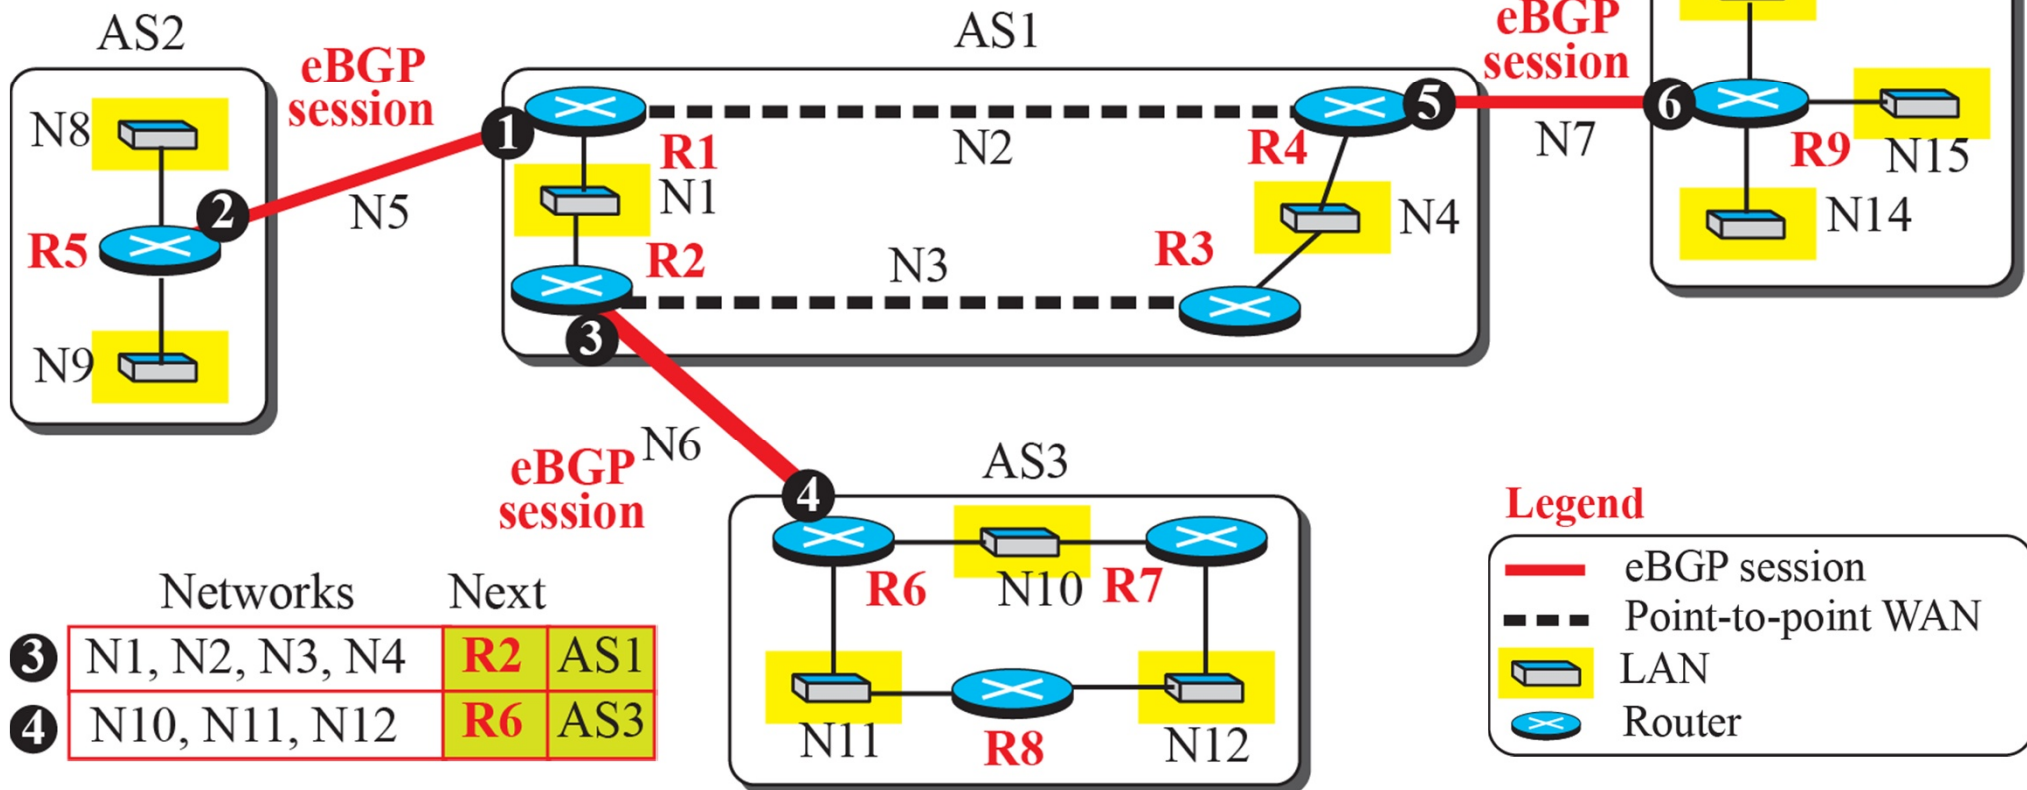 AS2
AS1
eBGP
session
eBGP
session
N8
1
5
6
R1
N2
R4
N7
R9
N15
N1
2
N5
N4
N14
R5
R2
R3
N3
3
N9
N6
AS3
eBGP
session
4
Legend
eBGP session
Point-to-point WAN
LAN
Router
R6
N10
R7
N11
R8
N12
Networks Next
3 N1, N2, N3, N4 R2 AS1
4 N10, N11, N12 R6 AS3